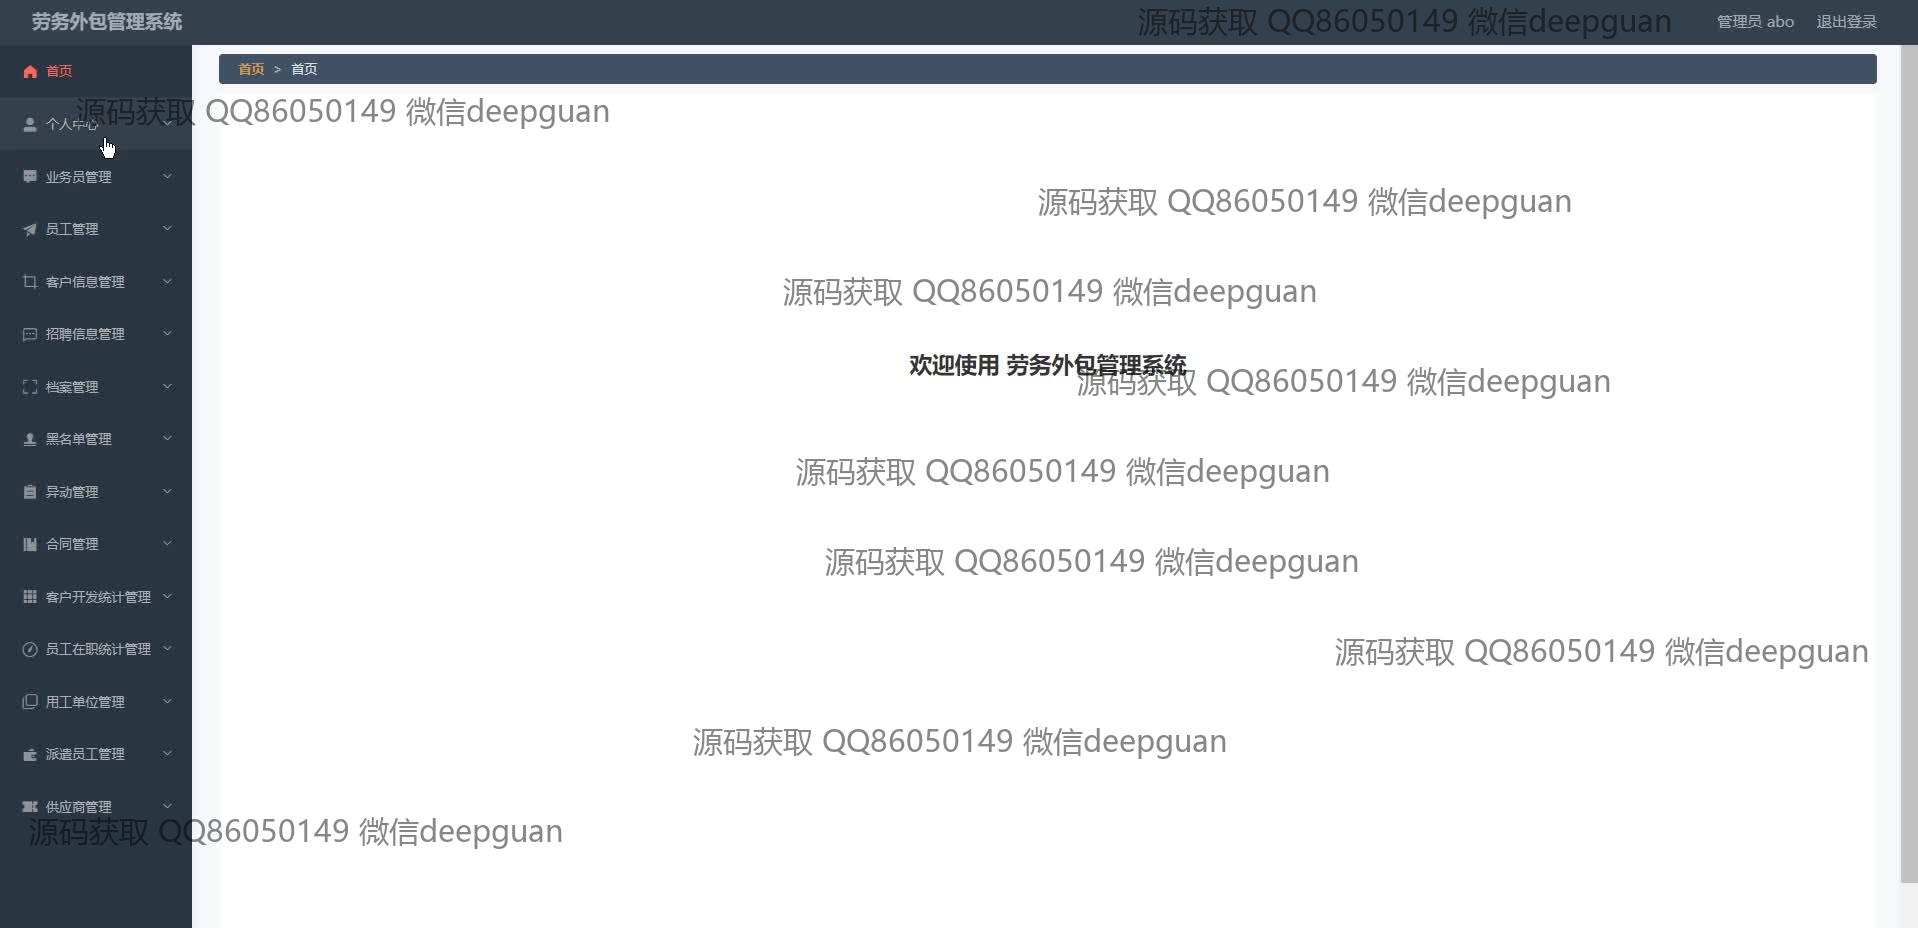 劳务外包管理系统
源码获取 QQ86050149 微信deepguan
管理员 abo
退出登录
首页
首页 > 首页
源码获取 QQ86050149 微信deepguan
个人中心
业务员管理
源码获取 QQ86050149 微信deepguan
员工管理
客户信息管理
源码获取 QQ86050149 微信deepguan
招聘信息管理
欢迎使用 劳务外包管理系统
源码获取 QQ86050149 微信deepguan
档案管理
黑名单管理
源码获取 QQ86050149 微信deepguan
异动管理
合同管理
源码获取 QQ86050149 微信deepguan
客户开发统计管理
员工在职统计管理
源码获取 QQ86050149 微信deepguan
用工单位管理
源码获取 QQ86050149 微信deepguan
派遣员工管理
供应商管理
源码获取 QQ86050149 微信deepguan